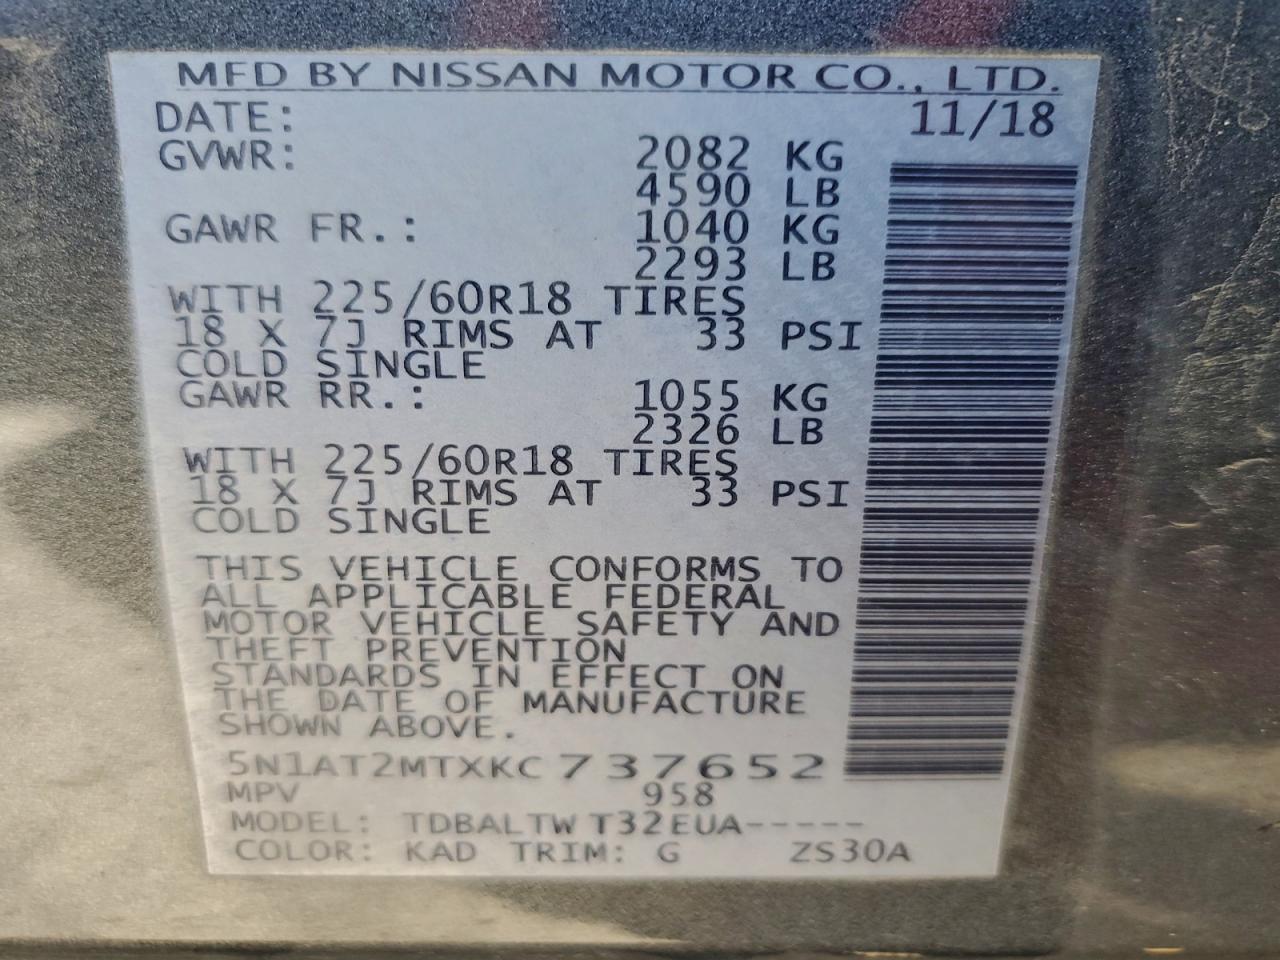 MFD BY NISSAN MOTOR CO., LTD.
DATE: 11/18
GVWR: 2082 KG
4590 LB
GAWR FR.: 1040 KG
2293 LB
WITH 225/60R18 TIRES
18 X 7J RIMS AT 33 PSI
COLD SINGLE
GAWR RR.: 1055 KG
2326 LB
WITH 225/60R18 TIRES
18 X 7J RIMS AT 33 PSI
COLD SINGLE
THIS VEHICLE CONFORMS TO
ALL APPLICABLE FEDERAL
MOTOR VEHICLE SAFETY AND
THEFT PREVENTION
STANDARDS IN EFFECT ON
THE DATE OF MANUFACTURE
SHOWN ABOVE.
5N1AT2MTXKC737652
MPV 958
MODEL: TDBALTW T32EUA-----
COLOR: KAD TRIM: G ZS30A